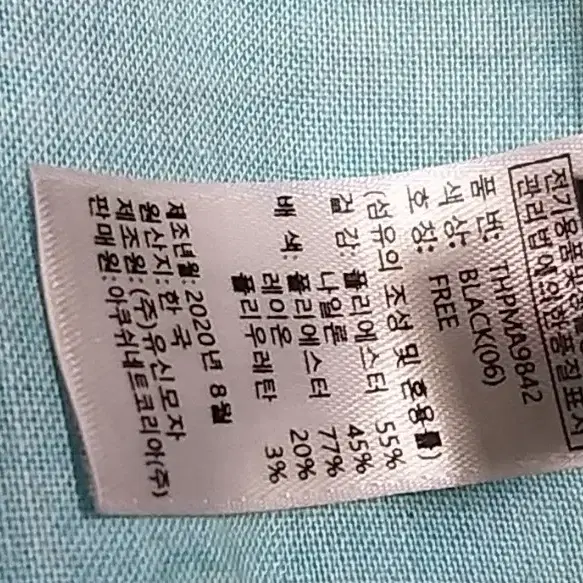 전기용품 및
관리법에 의한 품질 표시
품 번: THPMA9842
색 상: BLACK(06)
호 칭: FREE
(섬유의 조성 및 혼용률)
겉 감: 폴리에스터 55%
나일론 45%
배 색: 폴리에스터 77%
레이온 20%
폴리우레탄 3%
제조년월: 2020년 8월
원산지: 한 국
제조원: (주)유신모자
판매원: 아쿠쉬네트코리아(주)